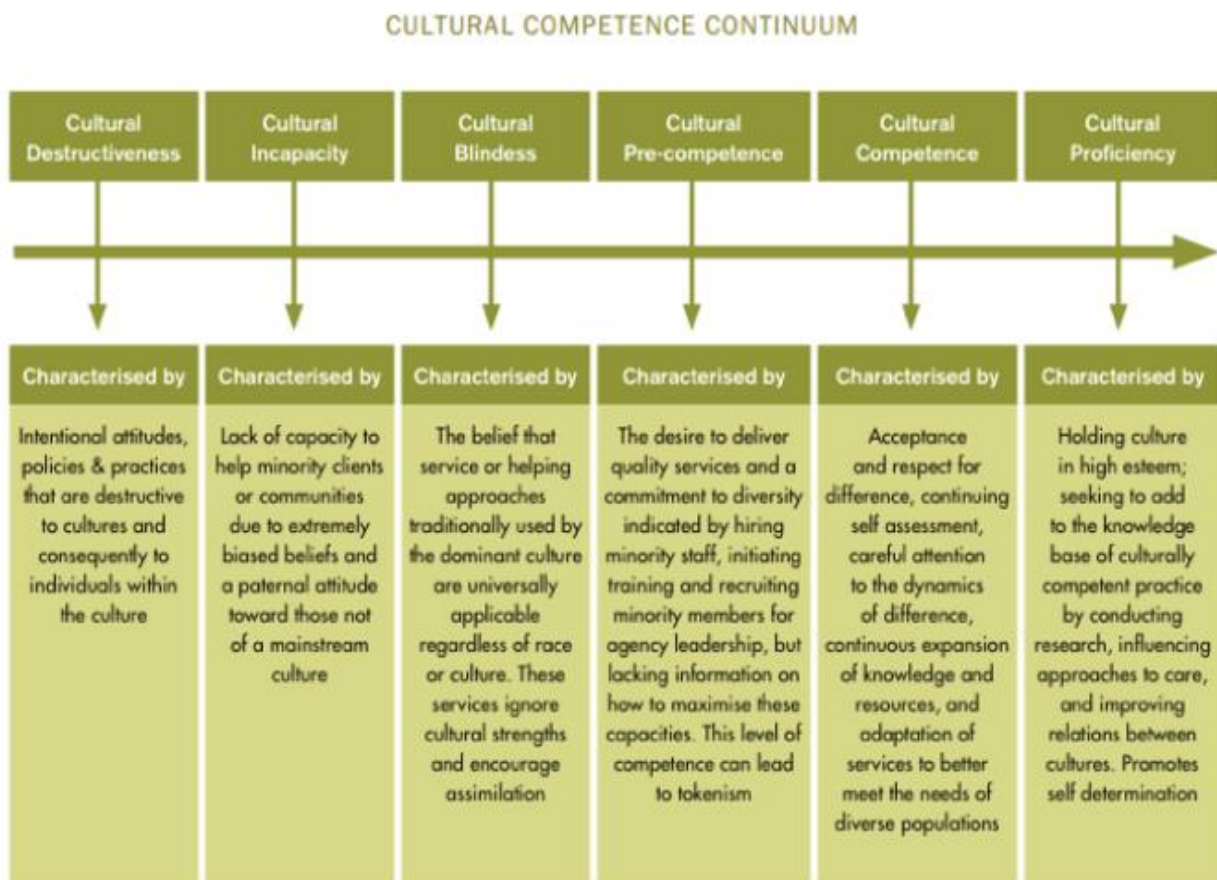 CULTURAL COMPETENCE CONTINUUM
Cultural
Destructiveness
Cultural
Incapacity
Cultural
Blindess
Cultural
Pre-competence
Cultural
Competence
Cultural
Proficiency
Characterised by
Intentional attitudes,
policies & practices
that are destructive
to cultures and
consequently to
individuals within
the culture
Characterised by
Lack of capacity to
help minority clients
or communities
due to extremely
biased beliefs and
a paternal attitude
toward those not
of a mainstream
culture
Characterised by
The belief that
service or helping
approaches
traditionally used by
the dominant culture
are universally
applicable
regardless of race
or culture. These
services ignore
cultural strengths
and encourage
assimilation
Characterised by
The desire to deliver
quality services and a
commitment to diversity
indicated by hiring
minority staff, initiating
training and recruiting
minority members for
agency leadership, but
lacking information on
how to maximise these
capacities. This level of
competence can lead
to tokenism
Characterised by
Acceptance
and respect for
difference, continuing
self assessment,
careful attention
to the dynamics
of difference,
continuous expansion
of knowledge and
resources, and
adaptation of
services to better
meet the needs of
diverse populations
Characterised by
Holding culture
in high esteem;
seeking to add
to the knowledge
base of culturally
competent practice
by conducting
research, influencing
approaches to care,
and improving
relations between
cultures. Promotes
self determination